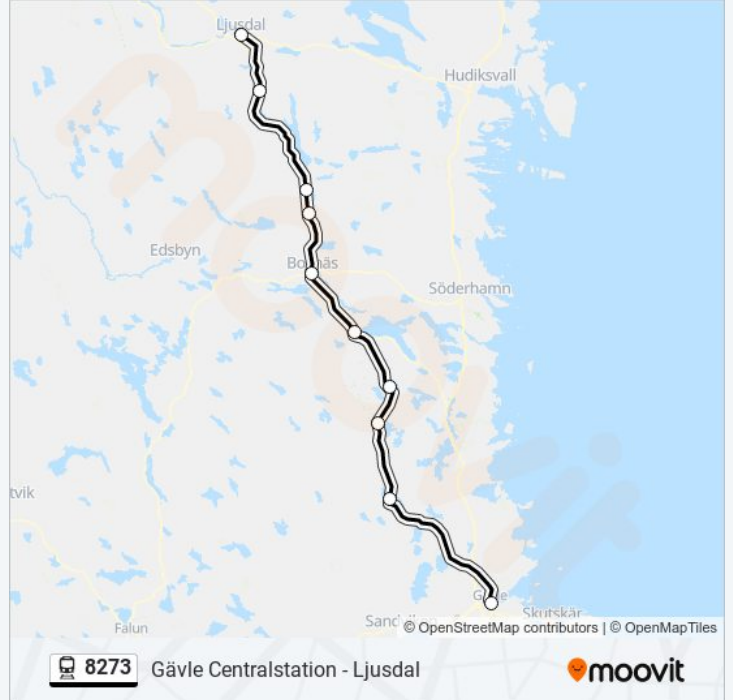 Ljusdal
Hudiksvall
Edsbyn
Söderhamn
tvik
Skutskär
Falun
© OpenStreetMap contributors | © OpenMapTiles
8273 Gävle Centralstation - Ljusdal
moovit